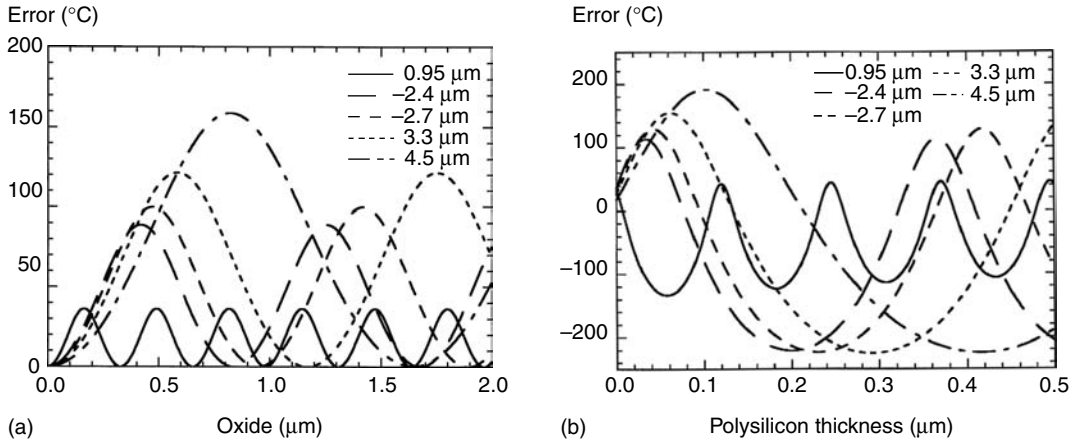 Error (°C)
200
150
100
50
0
0.0
0.5
1.0
1.5
2.0
0.95 μm
–2.4 μm
–2.7 μm
3.3 μm
4.5 μm
(a)
Oxide (μm)
Error (°C)
200
100
0
–100
–200
0.0
0.1
0.2
0.3
0.4
0.5
0.95 μm
–2.4 μm
–2.7 μm
3.3 μm
4.5 μm
(b)
Polysilicon thickness (μm)